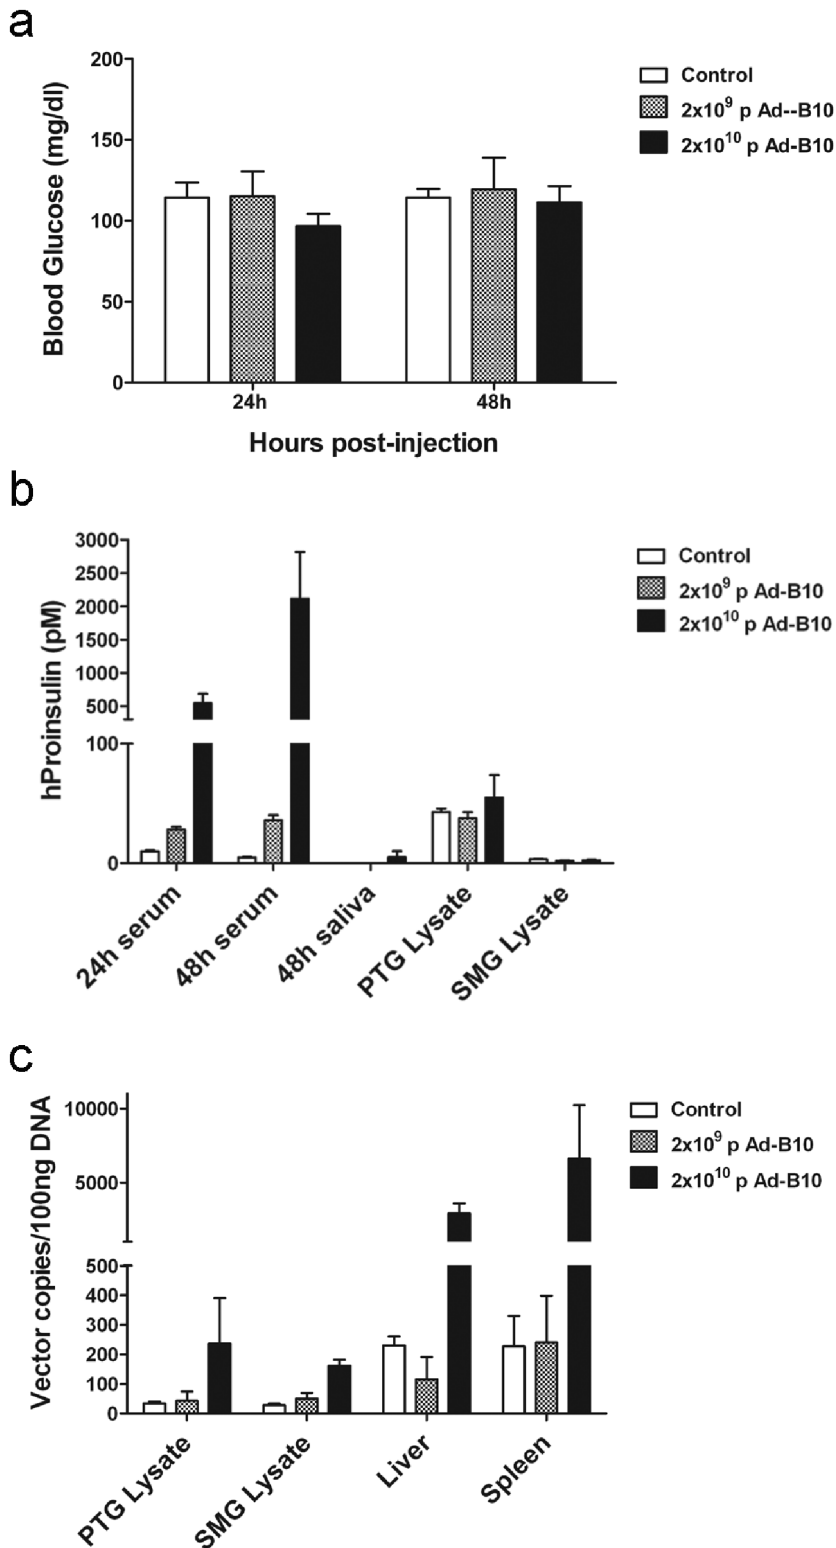 a
Blood Glucose (mg/dl)
200
150
100
50
0
24h 48h
Hours post-injection
Control
2x10⁹ p Ad--B10
2x10¹⁰ p Ad-B10
b
hProinsulin (pM)
3000
2500
2000
1500
1000
500
100
0
24h serum
48h serum
48h saliva
PTG Lysate
SMG Lysate
Control
2x10⁹ p Ad-B10
2x10¹⁰ p Ad-B10
c
Vector copies/100ng DNA
10000
5000
500
400
300
200
100
0
PTG Lysate
SMG Lysate
Liver
Spleen
Control
2x10⁹ p Ad-B10
2x10¹⁰ p Ad-B10